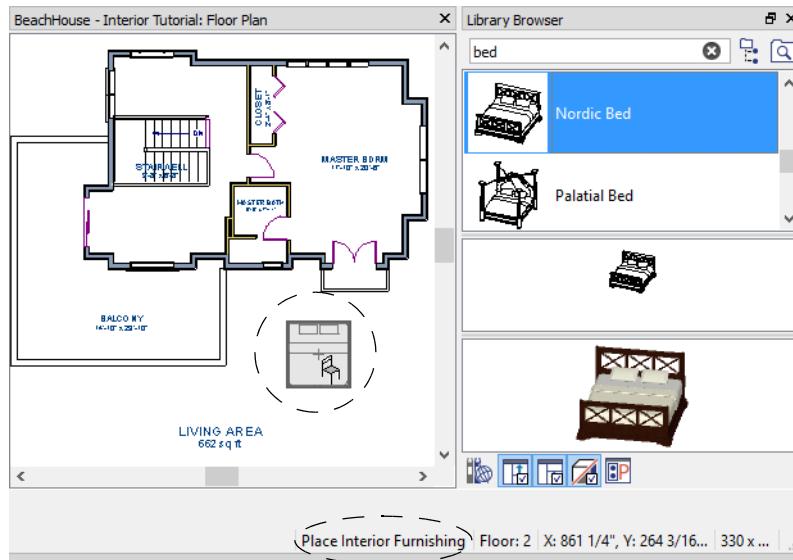 BeachHouse - Interior Tutorial: Floor Plan
Library Browser
bed
Nordic Bed
Palatial Bed
CLOSET
DN
STAIRWELL
MASTER BDRM
MASTER BATH
BALCONY
LIVING AREA
662 sq ft
P
Place Interior Furnishing
Floor: 2
X: 861 1/4", Y: 264 3/16...
330 x ...